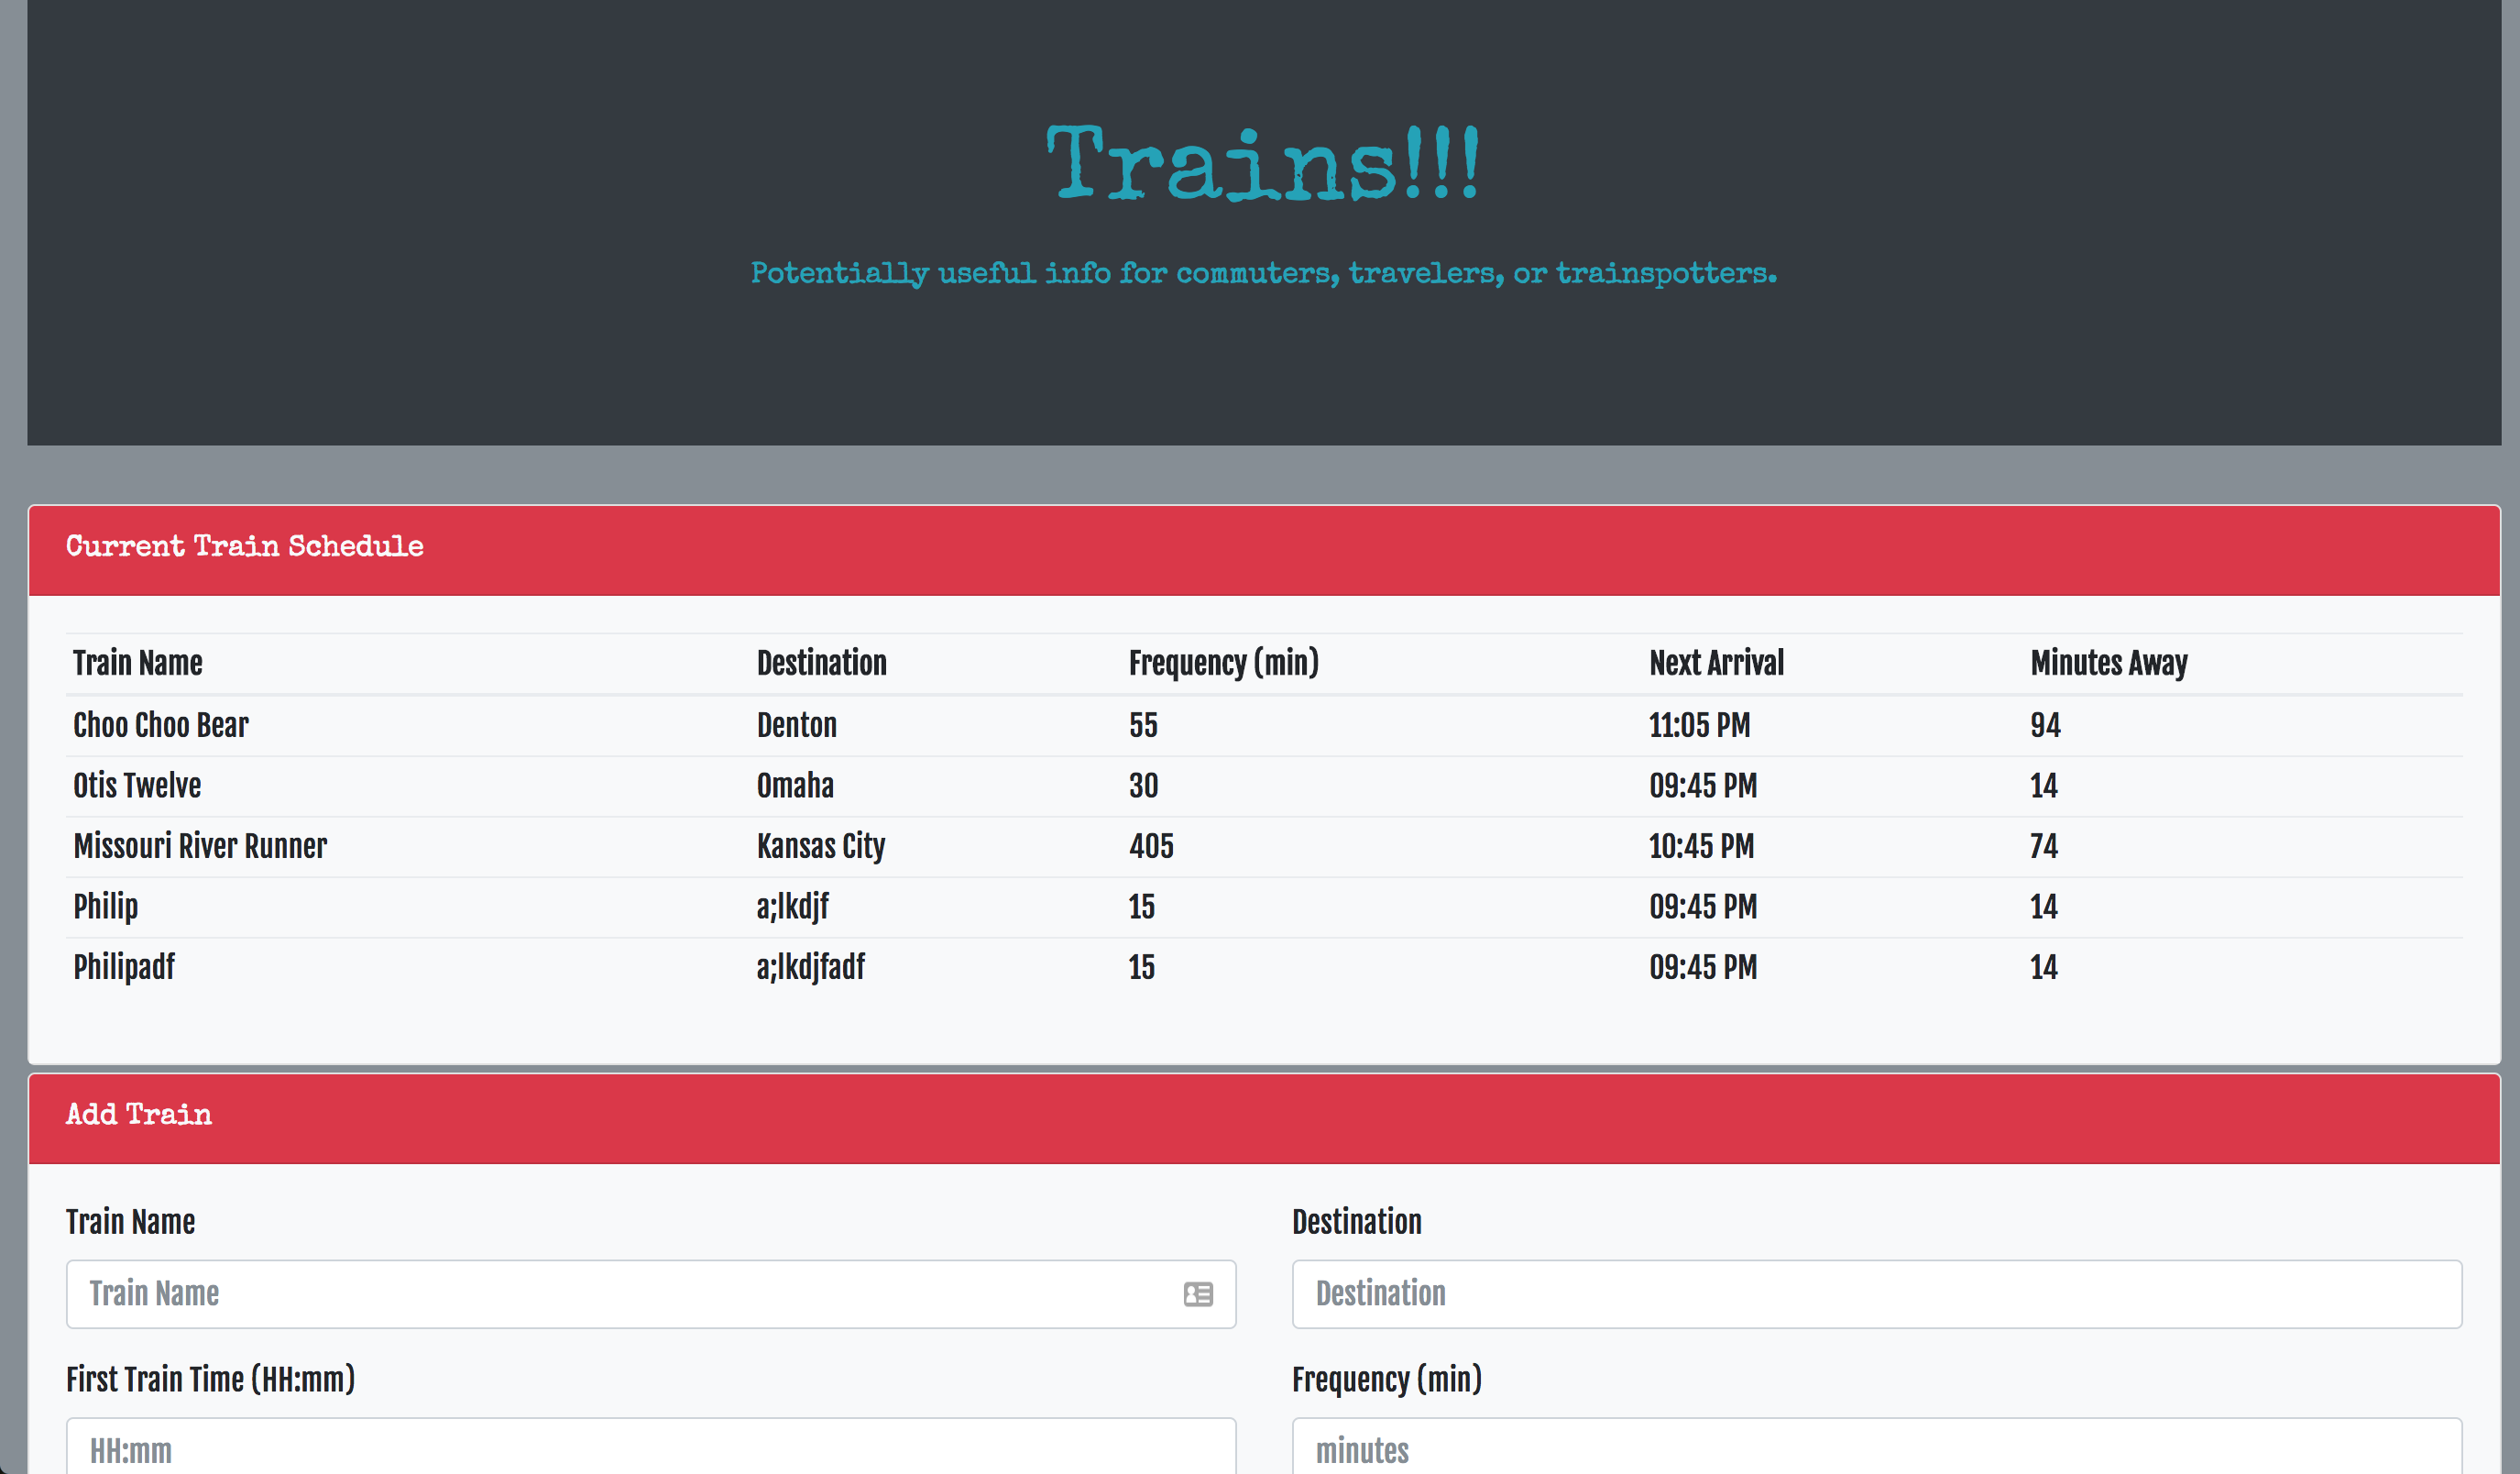 Trains!!!
Potentially useful info for commuters, travelers, or trainspotters.
Current Train Schedule
Train Name Destination Frequency (min) Next Arrival Minutes Away
Choo Choo Bear Denton 55 11:05 PM 94
Otis Twelve Omaha 30 09:45 PM 14
Missouri River Runner Kansas City 405 10:45 PM 74
Philip a;lkdjf 15 09:45 PM 14
Philipadf a;lkdjfadf 15 09:45 PM 14
Add Train
Train Name Destination
Train Name Destination
First Train Time (HH:mm) Frequency (min)
HH:mm minutes